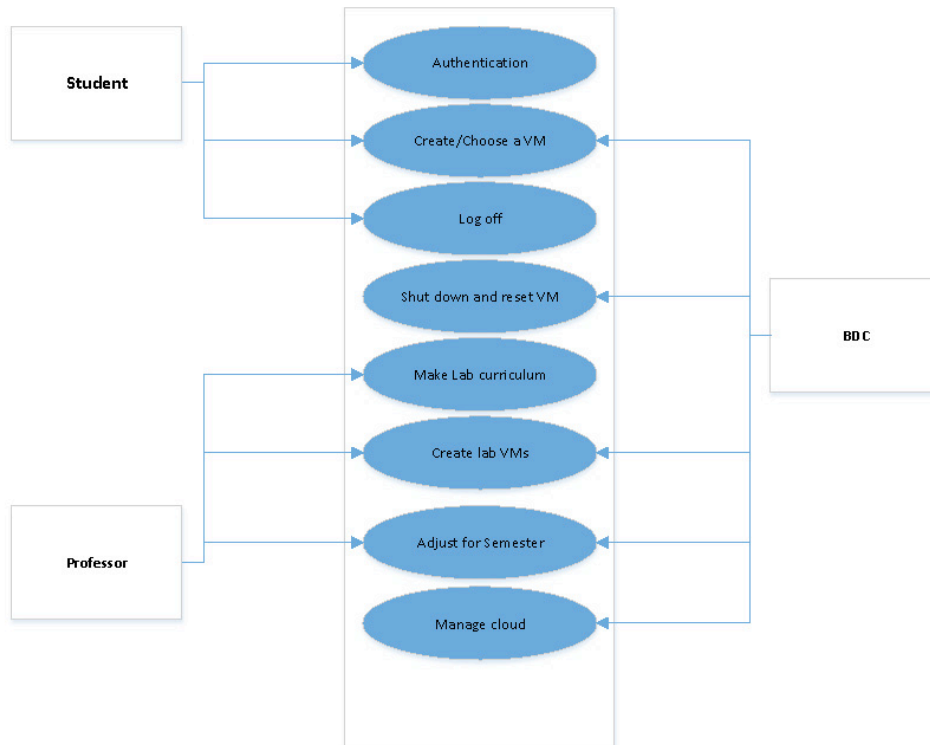 Student
Authentication
Create/Choose a VM
Log off
Shut down and reset VM
BDC
Make Lab curriculum
Create lab VMs
Professor
Adjust for Semester
Manage cloud